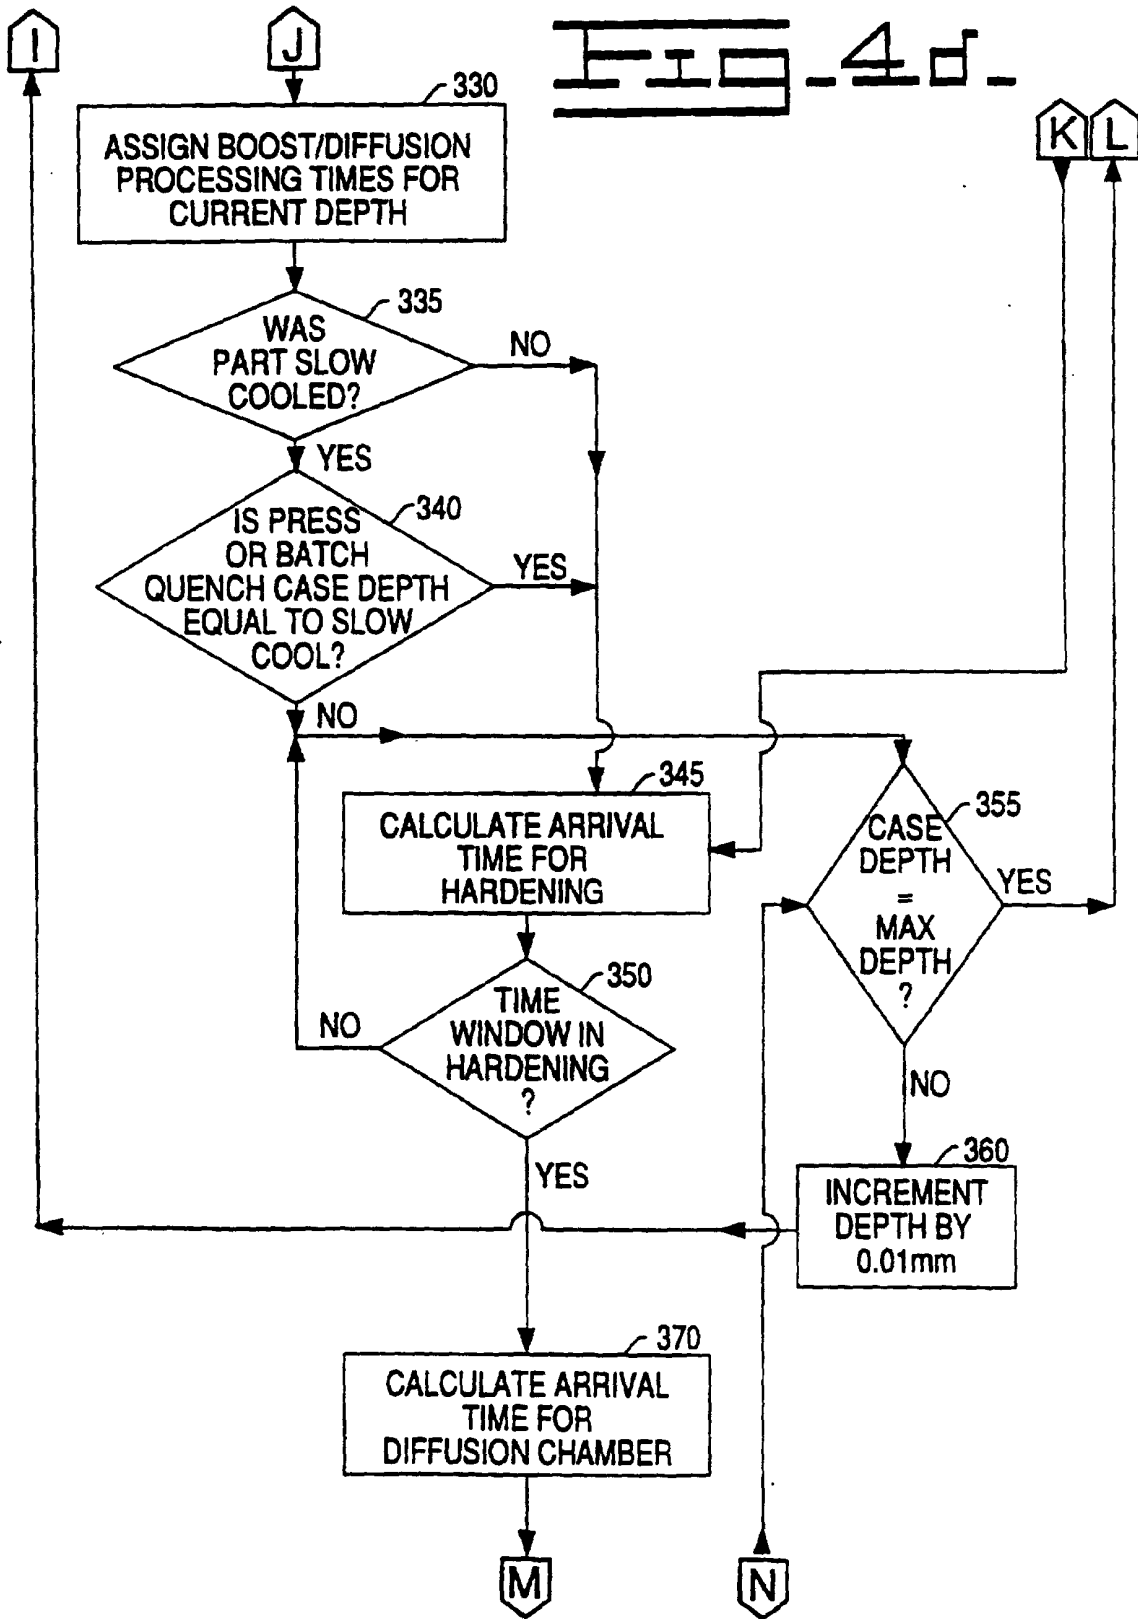 I
J
Fig_4d_
K
L
330
ASSIGN BOOST/DIFFUSION
PROCESSING TIMES FOR
CURRENT DEPTH
335
WAS
PART SLOW
COOLED?
NO
YES
340
IS PRESS
OR BATCH
QUENCH CASE DEPTH
EQUAL TO SLOW
COOL?
YES
NO
345
CALCULATE ARRIVAL
TIME FOR
HARDENING
355
CASE
DEPTH
=
MAX
DEPTH
?
YES
NO
350
TIME
WINDOW IN
HARDENING
?
NO
YES
360
INCREMENT
DEPTH BY
0.01mm
370
CALCULATE ARRIVAL
TIME FOR
DIFFUSION CHAMBER
M
N